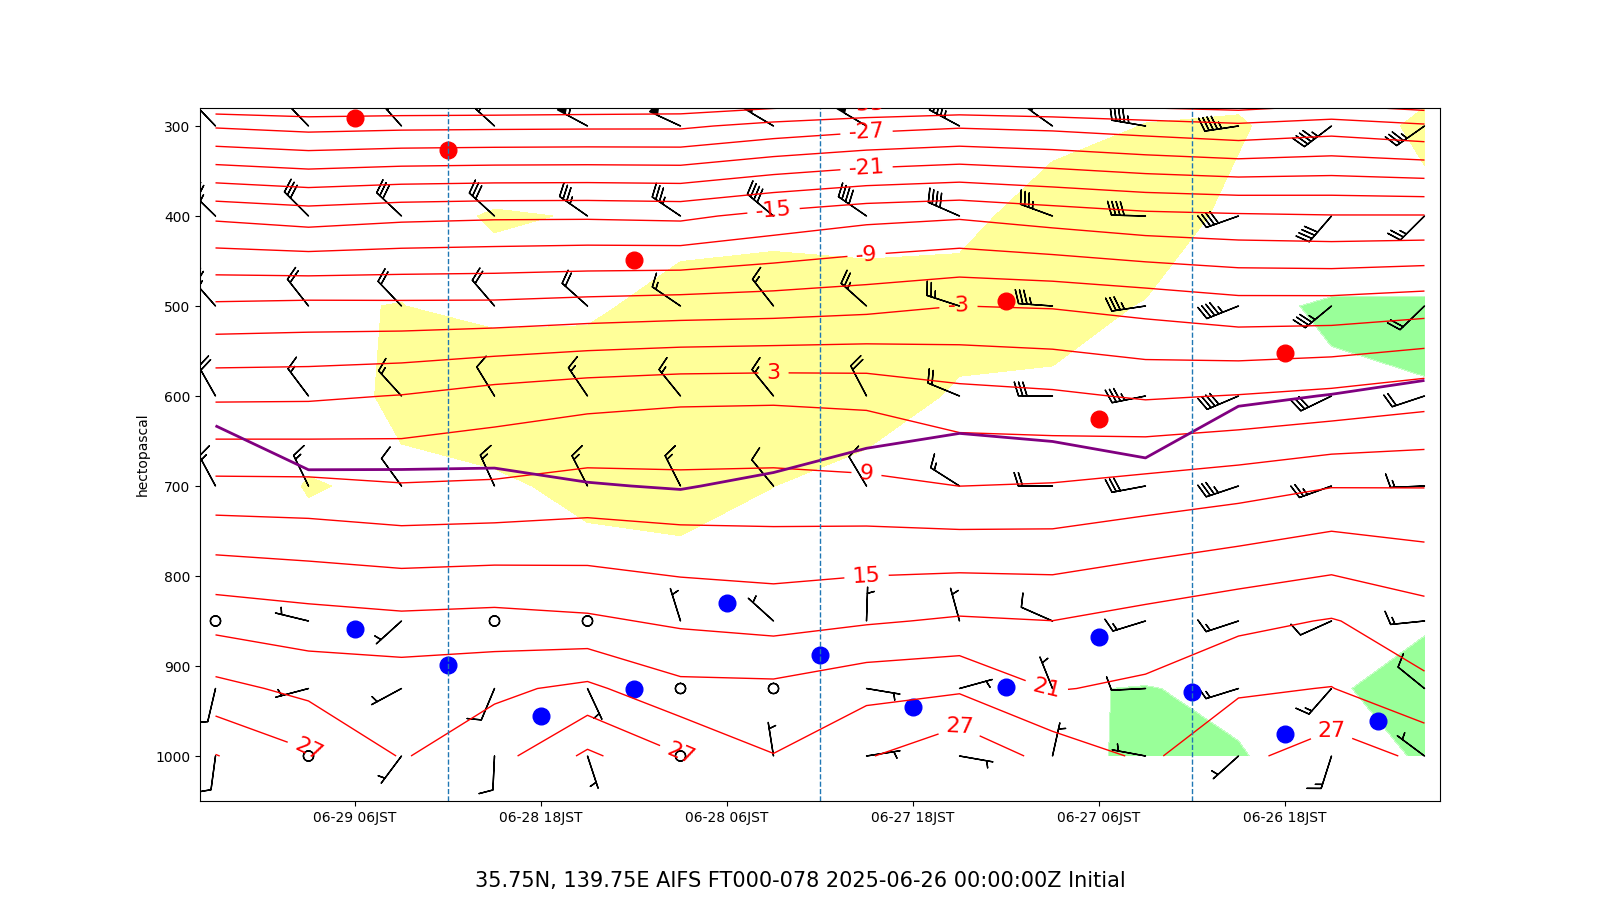 300
-27
-21
400
-15
-9
500
-3
3
600
9
700
hectopascal
800
15
900
21
27
27
27
27
1000
06-29 06JST
06-28 18JST
06-28 06JST
06-27 18JST
06-27 06JST
06-26 18JST
35.75N, 139.75E AIFS FT000-078 2025-06-26 00:00:00Z Initial